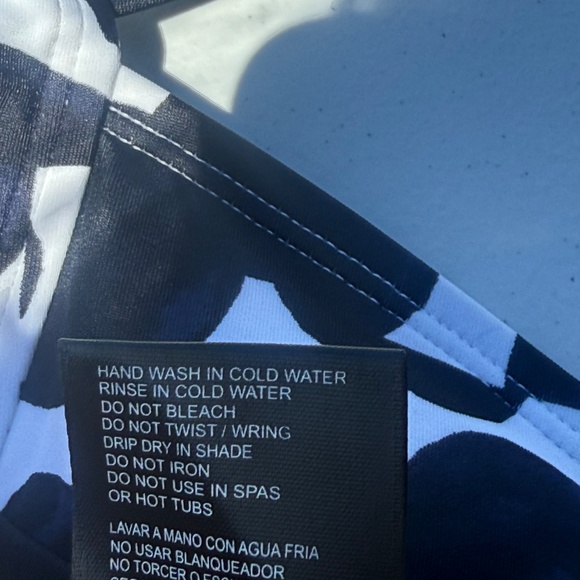 HAND WASH IN COLD WATER
RINSE IN COLD WATER
DO NOT BLEACH
DO NOT TWIST / WRING
DRIP DRY IN SHADE
DO NOT IRON
DO NOT USE IN SPAS
OR HOT TUBS
LAVAR A MANO CON AGUA FRIA
NO USAR BLANQUEADOR
NO TORCER O